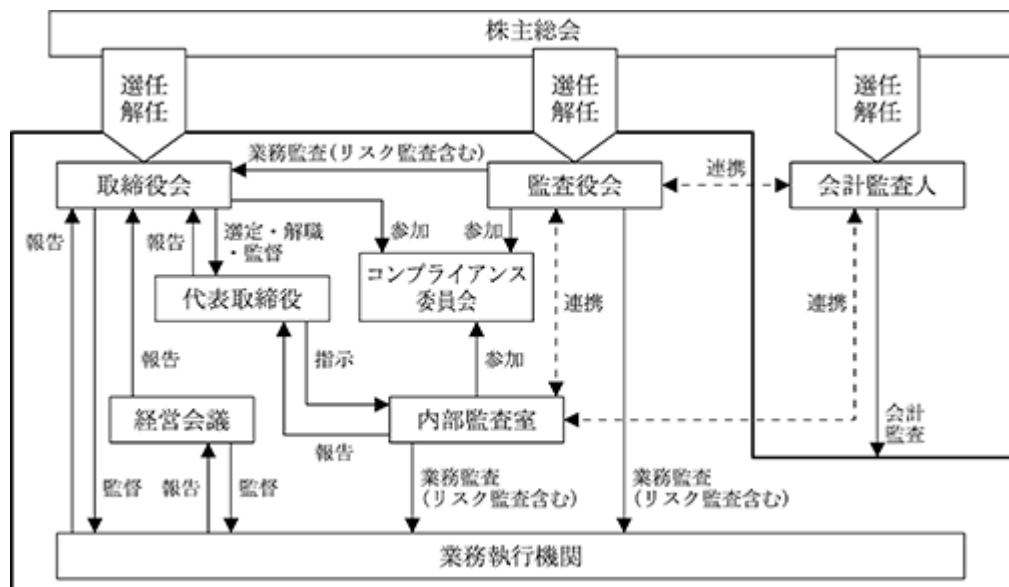 株主総会
選任
解任
選任
解任
選任
解任
業務監査(リスク監査含む)
取締役会
監査役会
連携
会計監査人
報告
報告
選定・解職
・監督
参加
参加
コンプライアンス
委員会
代表取締役
連携
連携
報告
指示
参加
経営会議
内部監査室
会計
監査
報告
監督
報告
監督
業務監査
(リスク監査含む)
業務監査
(リスク監査含む)
業務執行機関